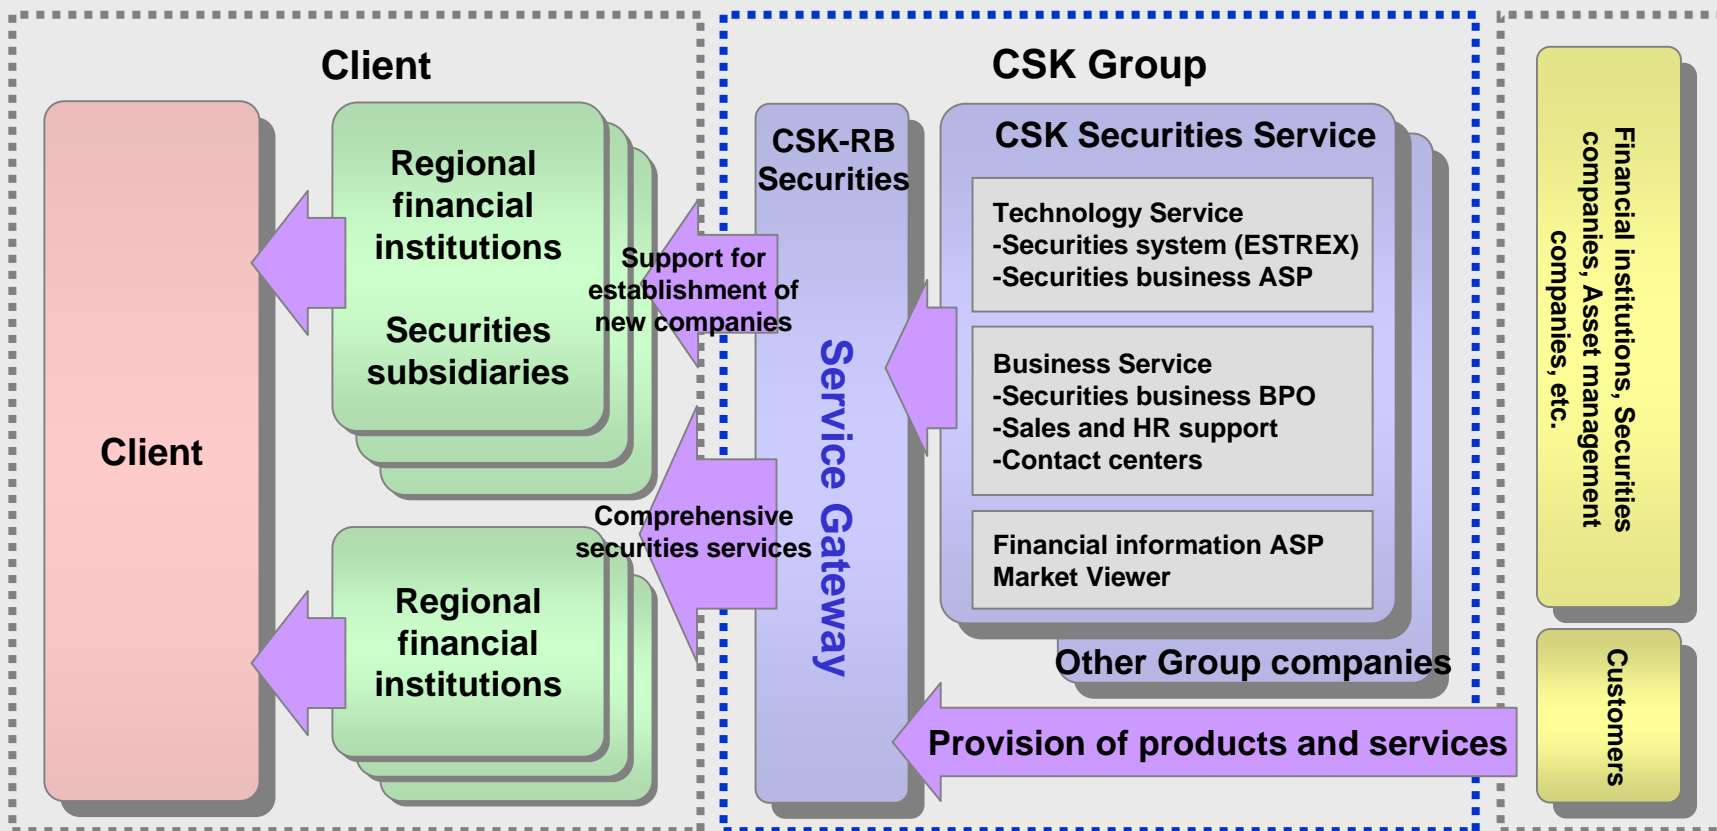 Client
Client
Regional
financial
institutions
Securities
subsidiaries
Regional
financial
institutions
Support for
establishment of
new companies
Comprehensive
securities services
CSK Group
CSK-RB
Securities
Service Gateway
CSK Securities Service
Technology Service
-Securities system (ESTREX)
-Securities business ASP
Business Service
-Securities business BPO
-Sales and HR support
-Contact centers
Financial information ASP
Market Viewer
Other Group companies
Provision of products and services
Financial institutions, Securities
companies, Asset management
companies, etc.
Customers